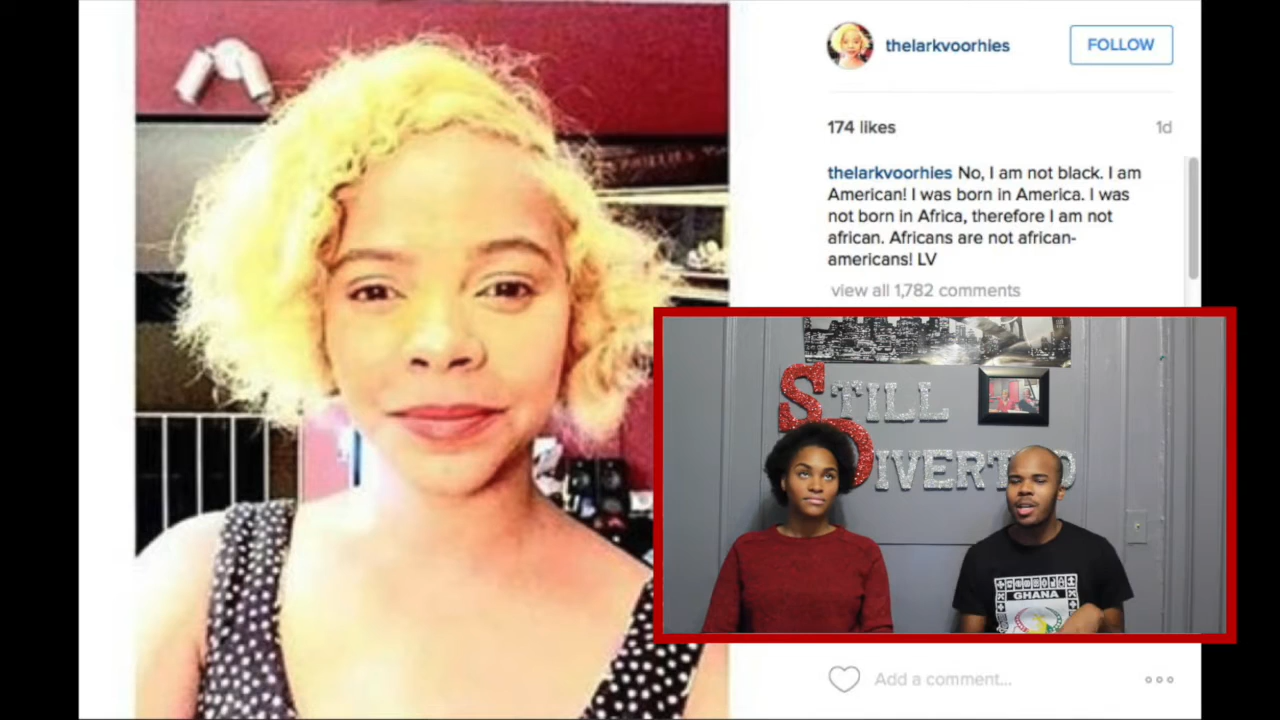 thelarkvoorhies
FOLLOW
174 likes
1d
thelarkvoorhies No, I am not black. I am
American! I was born in America. I was
not born in Africa, therefore I am not
african. Africans are not african-
americans! LV
view all 1,782 comments
STILL
DIVERTED
GHANA
Add a comment...